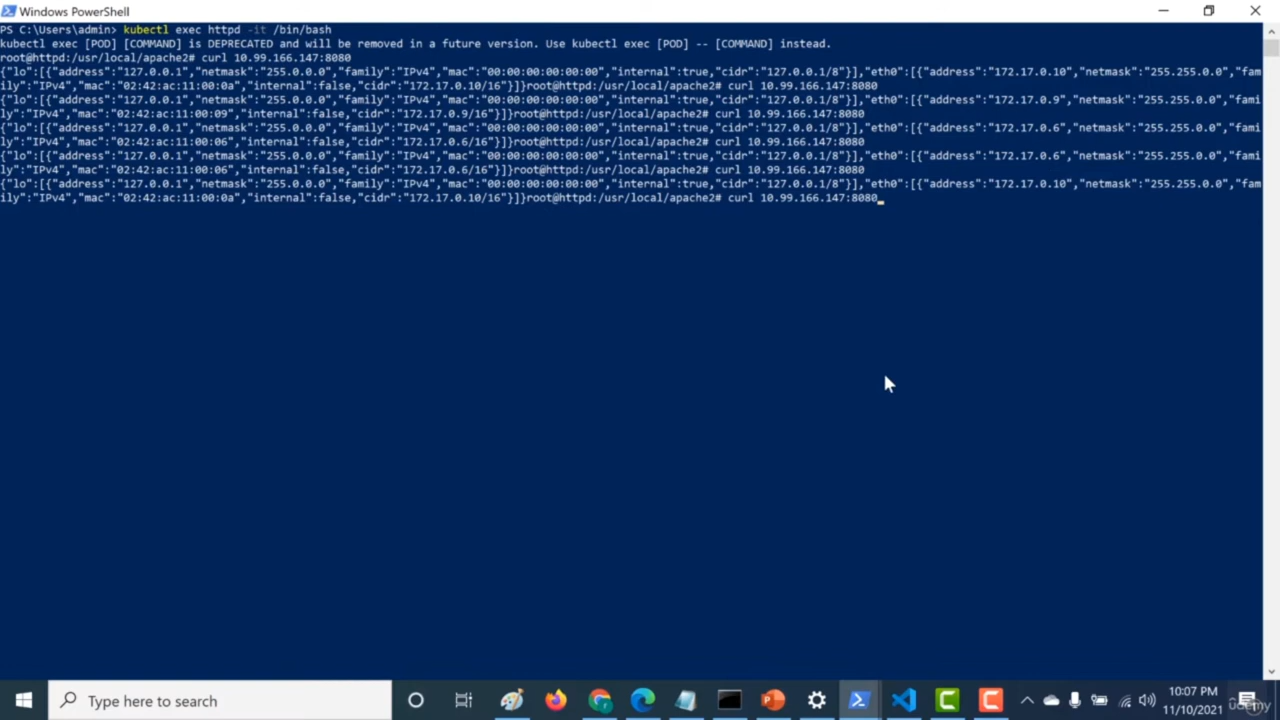 Windows PowerShell
PS C:\Users\admin> kubectl exec httpd -it /bin/bash
kubectl exec [POD] [COMMAND] is DEPRECATED and will be removed in a future version. Use kubectl exec [POD] -- [COMMAND] instead.
root@httpd:/usr/local/apache2# curl 10.99.166.147:8080
{"lo":[{"address":"127.0.0.1","netmask":"255.0.0.0","family":"IPv4","mac":"00:00:00:00:00:00","internal":true,"cidr":"127.0.0.1/8"}],"eth0":[{"address":"172.17.0.10","netmask":"255.255.0.0","fam
ily":"IPv4","mac":"02:42:ac:11:00:0a","internal":false,"cidr":"172.17.0.10/16"}]}root@httpd:/usr/local/apache2# curl 10.99.166.147:8080
{"lo":[{"address":"127.0.0.1","netmask":"255.0.0.0","family":"IPv4","mac":"00:00:00:00:00:00","internal":true,"cidr":"127.0.0.1/8"}],"eth0":[{"address":"172.17.0.9","netmask":"255.255.0.0","fami
ly":"IPv4","mac":"02:42:ac:11:00:09","internal":false,"cidr":"172.17.0.9/16"}]}root@httpd:/usr/local/apache2# curl 10.99.166.147:8080
{"lo":[{"address":"127.0.0.1","netmask":"255.0.0.0","family":"IPv4","mac":"00:00:00:00:00:00","internal":true,"cidr":"127.0.0.1/8"}],"eth0":[{"address":"172.17.0.6","netmask":"255.255.0.0","fami
ly":"IPv4","mac":"02:42:ac:11:00:06","internal":false,"cidr":"172.17.0.6/16"}]}root@httpd:/usr/local/apache2# curl 10.99.166.147:8080
{"lo":[{"address":"127.0.0.1","netmask":"255.0.0.0","family":"IPv4","mac":"00:00:00:00:00:00","internal":true,"cidr":"127.0.0.1/8"}],"eth0":[{"address":"172.17.0.6","netmask":"255.255.0.0","fami
ly":"IPv4","mac":"02:42:ac:11:00:06","internal":false,"cidr":"172.17.0.6/16"}]}root@httpd:/usr/local/apache2# curl 10.99.166.147:8080
{"lo":[{"address":"127.0.0.1","netmask":"255.0.0.0","family":"IPv4","mac":"00:00:00:00:00:00","internal":true,"cidr":"127.0.0.1/8"}],"eth0":[{"address":"172.17.0.10","netmask":"255.255.0.0","fam
ily":"IPv4","mac":"02:42:ac:11:00:0a","internal":false,"cidr":"172.17.0.10/16"}]}root@httpd:/usr/local/apache2# curl 10.99.166.147:8080_
Type here to search
10:07 PM
11/10/2021
udemy